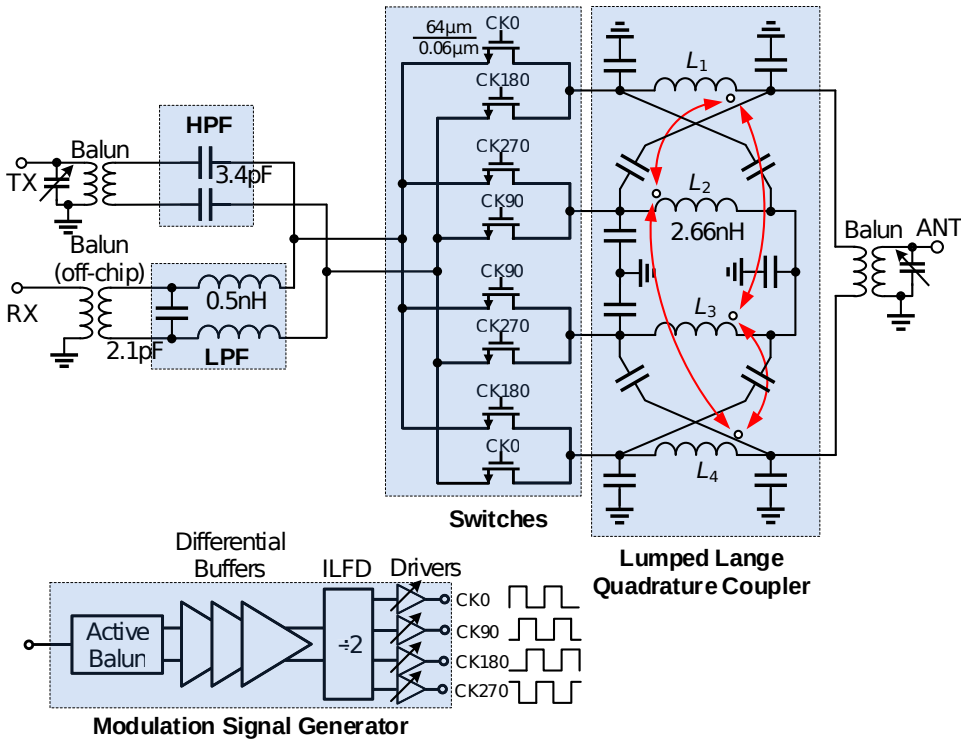 64μm
0.06μm
CK0
CK180
CK270
CK90
CK90
CK270
CK180
CK0
Switches
HPF
Balun
TX
3.4pF
Balun
(off-chip)
RX
0.5nH
2.1pF
LPF
L1
L2
2.66nH
L3
L4
Balun
ANT
Lumped Lange
Quadrature Coupler
Differential
Buffers
ILFD
Drivers
Active
Balun
÷2
CK0
CK90
CK180
CK270
Modulation Signal Generator